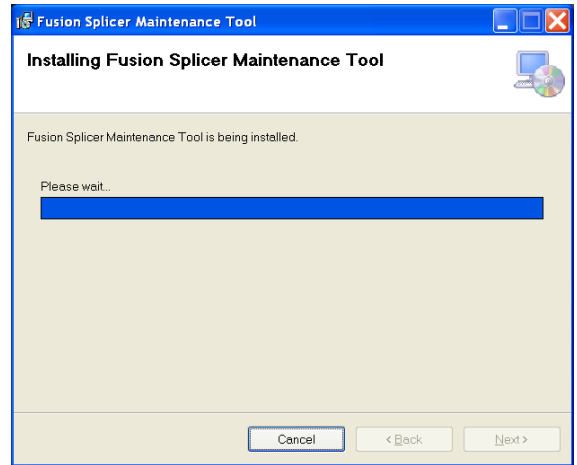 Fusion Splicer Maintenance Tool
Installing Fusion Splicer Maintenance Tool
Fusion Splicer Maintenance Tool is being installed.
Please wait...
Cancel
< Back
Next >